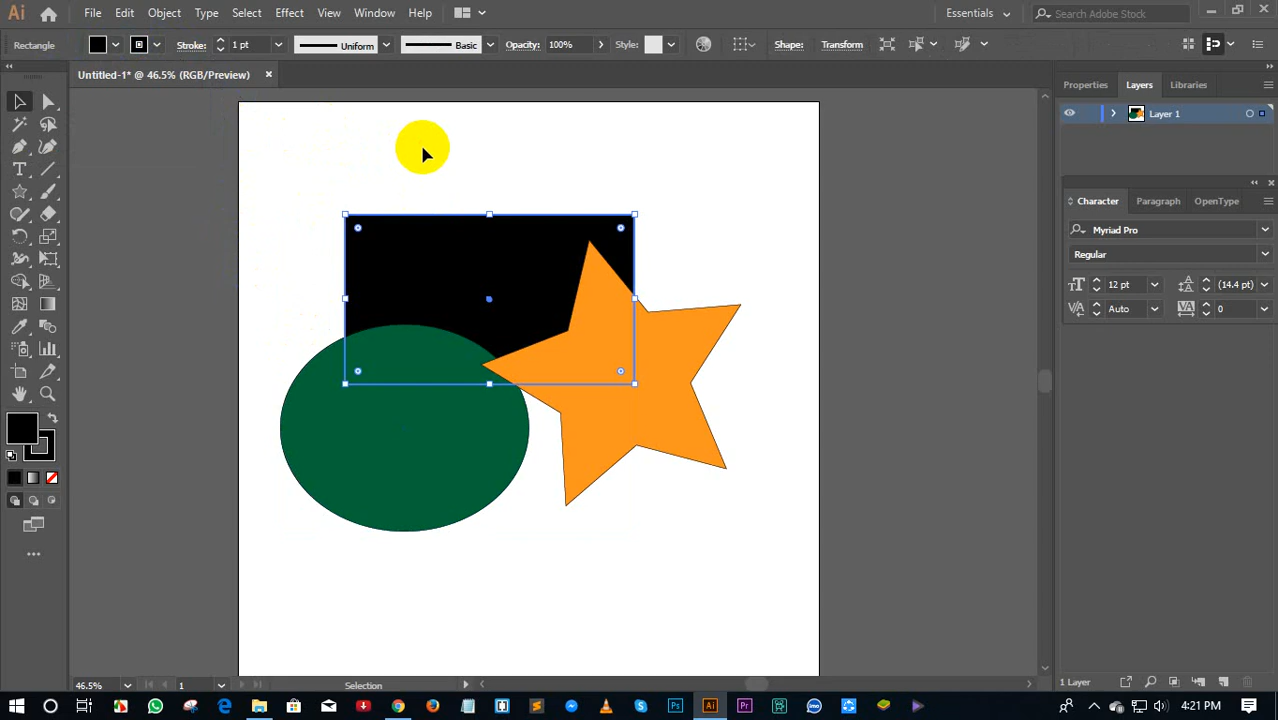 Ai File Edit Object Type Select Effect View Window Help Essentials Search Adobe Stock
Rectangle Stroke: 1 pt Uniform Basic Opacity: 100% Style: Shape: Transform
Untitled-1* @ 46.5% (RGB/Preview)
Properties Layers Libraries
Layer 1
Character Paragraph OpenType
Myriad Pro
Regular
12 pt (14.4 pt)
Auto 0
46.5% 1 Selection
1 Layer
4:21 PM